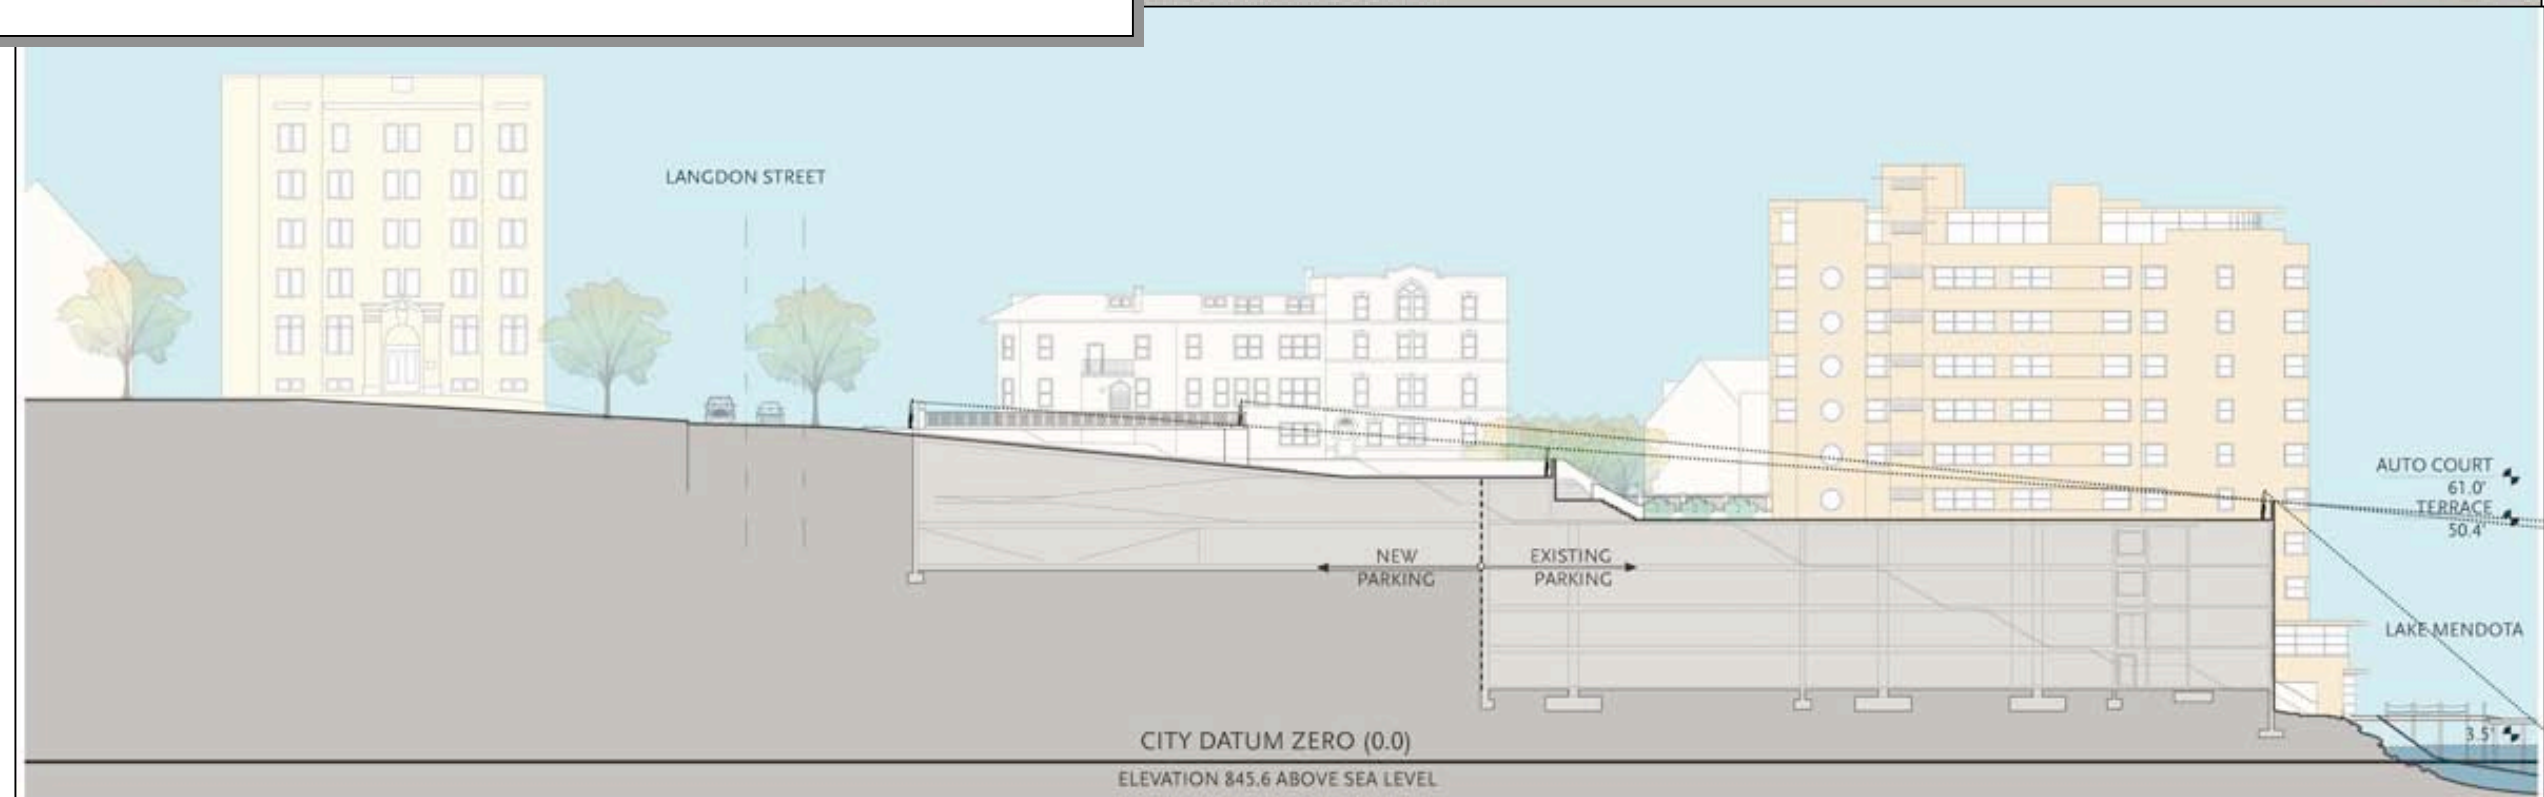 LANGDON STREET
AUTO COURT
61.0'
TERRACE
50.4'
NEW
PARKING
EXISTING
PARKING
LAKE MENDOTA
3.5'
CITY DATUM ZERO (0.0)
ELEVATION 845.6 ABOVE SEA LEVEL